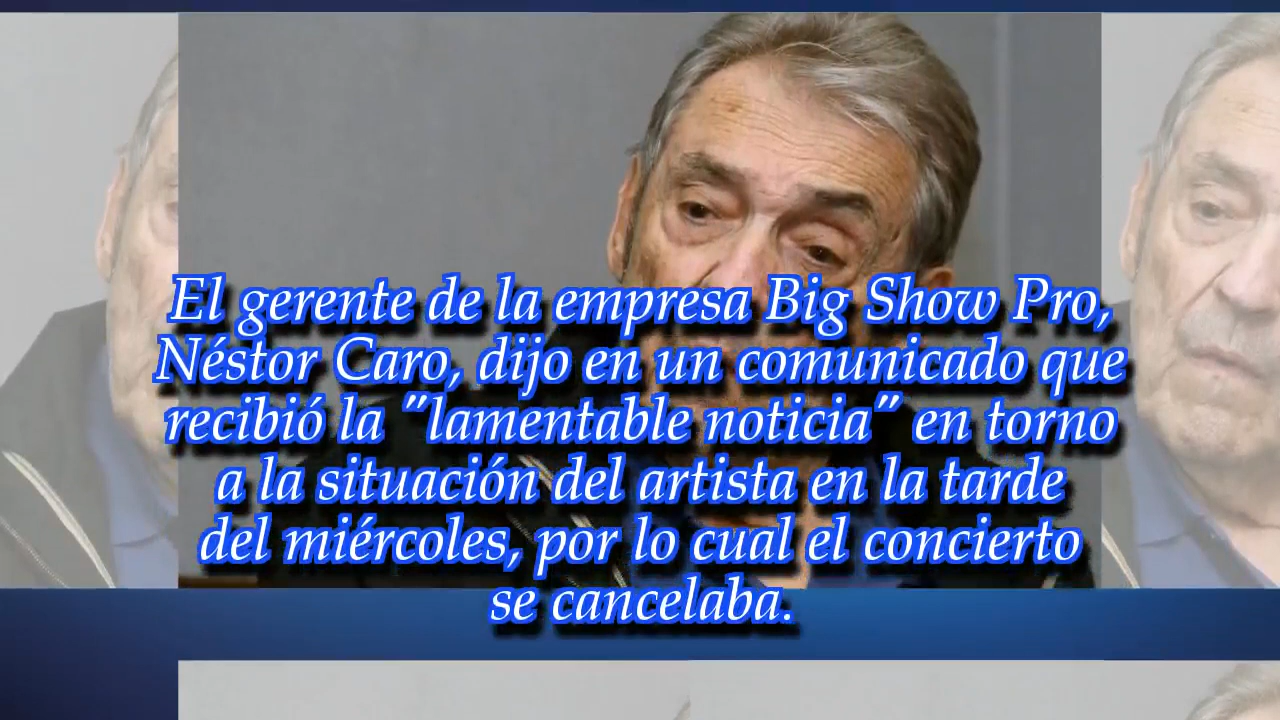 El gerente de la empresa Big Show Pro,
Néstor Caro, dijo en un comunicado que
recibió la "lamentable noticia" en torno
a la situación del artista en la tarde
del miércoles, por lo cual el concierto
se cancelaba.